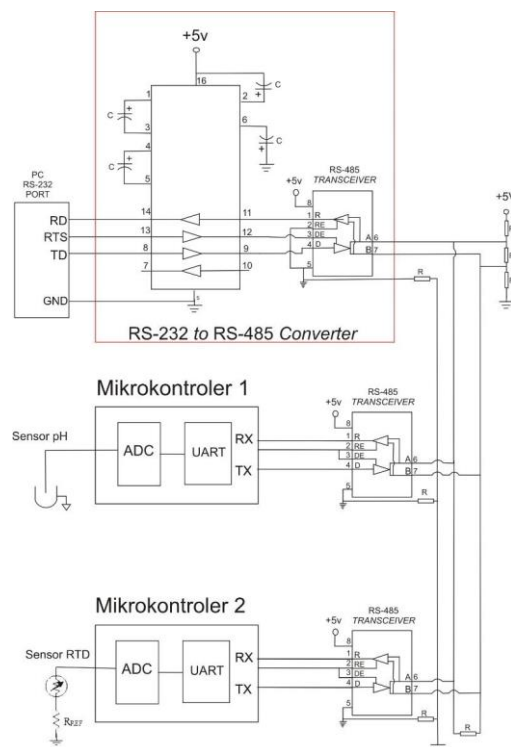 +5v
16
1
2
C
C
+
+
3
6
4
C
C
+
+
5
PC
RS-232
PORT
RS-485
TRANSCEIVER
+5v
8
+5v
RD
14
11
1
R
2
RE
A
6
R
RTS
13
12
3
DE
B
7
R
TD
8
9
4
D
7
10
5
R
R
GND
5
RS-232 to RS-485 Converter
Mikrokontroler 1
RS-485
TRANSCEIVER
+5v
8
Sensor pH
ADC
UART
RX
1
R
2
RE
3
DE
A
6
TX
4
D
B
7
5
R
Mikrokontroler 2
RS-485
TRANSCEIVER
+5v
8
Sensor RTD
ADC
UART
RX
1
R
2
RE
3
DE
A
6
TX
4
D
B
7
5
R
R
RREF